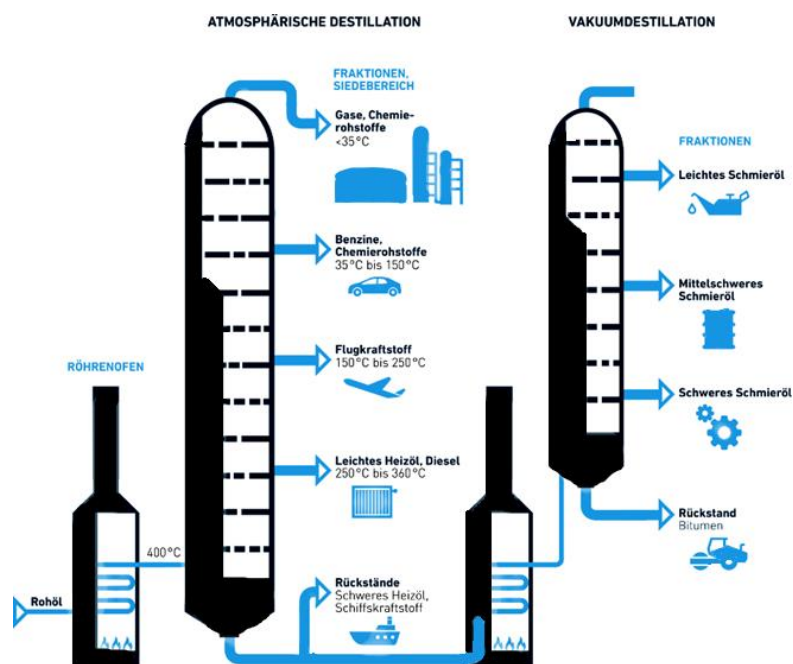 ATMOSPHÄRISCHE DESTILLATION
VAKUUMDESTILLATION
FRAKTIONEN,
SIEDEBEREICH
Gase, Chemie-
rohstoffe
<35°C
Benzine,
Chemierohstoffe
35°C bis 150°C
Flugkraftstoff
150°C bis 250°C
Leichtes Heizöl, Diesel
250°C bis 360°C
Rückstände
Schweres Heizöl,
Schiffskraftstoff
RÖHRENOFEN
400°C
Rohöl
FRAKTIONEN
Leichtes Schmieröl
Mittelschweres
Schmieröl
Schweres Schmieröl
Rückstand
Bitumen